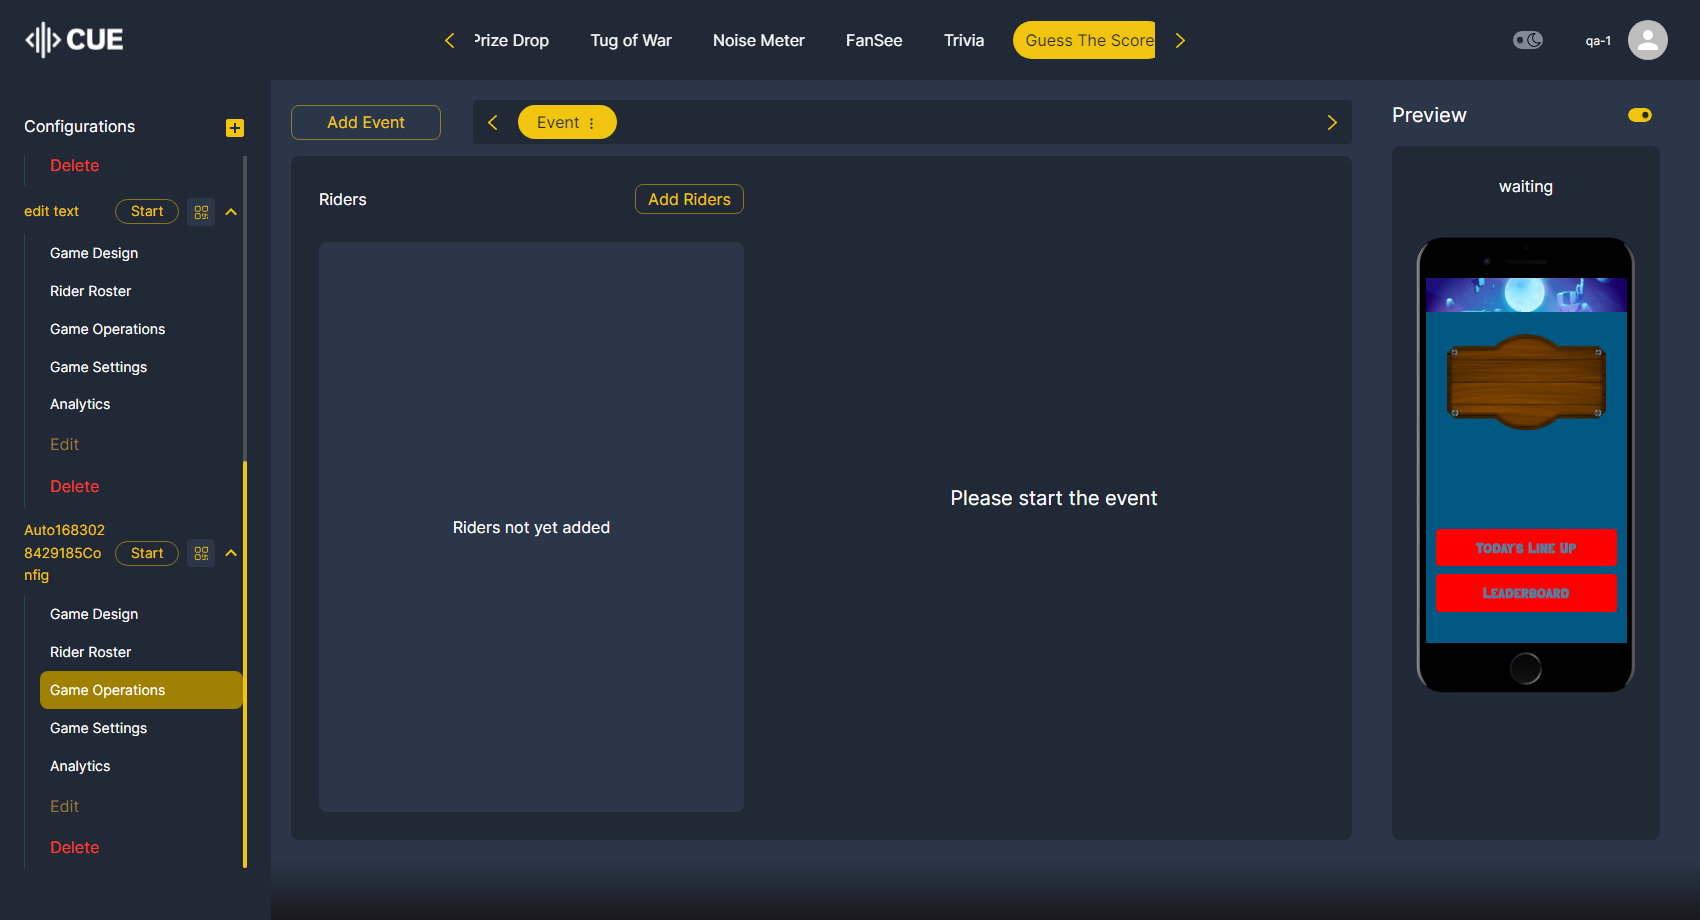 CUE
Prize Drop
Tug of War
Noise Meter
FanSee
Trivia
Guess The Score
qa-1
Configurations
Delete
edit text
Start
Game Design
Rider Roster
Game Operations
Game Settings
Analytics
Edit
Delete
Auto168302
8429185Co
nfig
Start
Game Design
Rider Roster
Game Operations
Game Settings
Analytics
Edit
Delete
Add Event
Event
Riders
Add Riders
Riders not yet added
Please start the event
Preview
waiting
Today's Line Up
Leaderboard